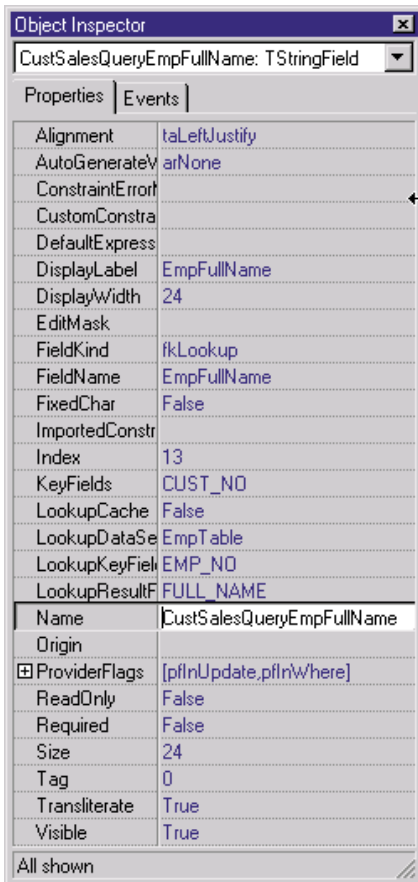 Object Inspector
CustSalesQueryEmpFullName: TStringField
Properties Events
Alignment taLeftJustify
AutoGenerateV arNone
ConstraintErrorM
CustomConstra
DefaultExpress
DisplayLabel EmpFullName
DisplayWidth 24
EditMask
FieldKind fkLookup
FieldName EmpFullName
FixedChar False
ImportedConstr
Index 13
KeyFields CUST_NO
LookupCache False
LookupDataSe EmpTable
LookupKeyField EMP_NO
LookupResultF FULL_NAME
Name CustSalesQueryEmpFullName
Origin
ProviderFlags [pfInUpdate,pfInWhere]
ReadOnly False
Required False
Size 24
Tag 0
Transliterate True
Visible True
All shown